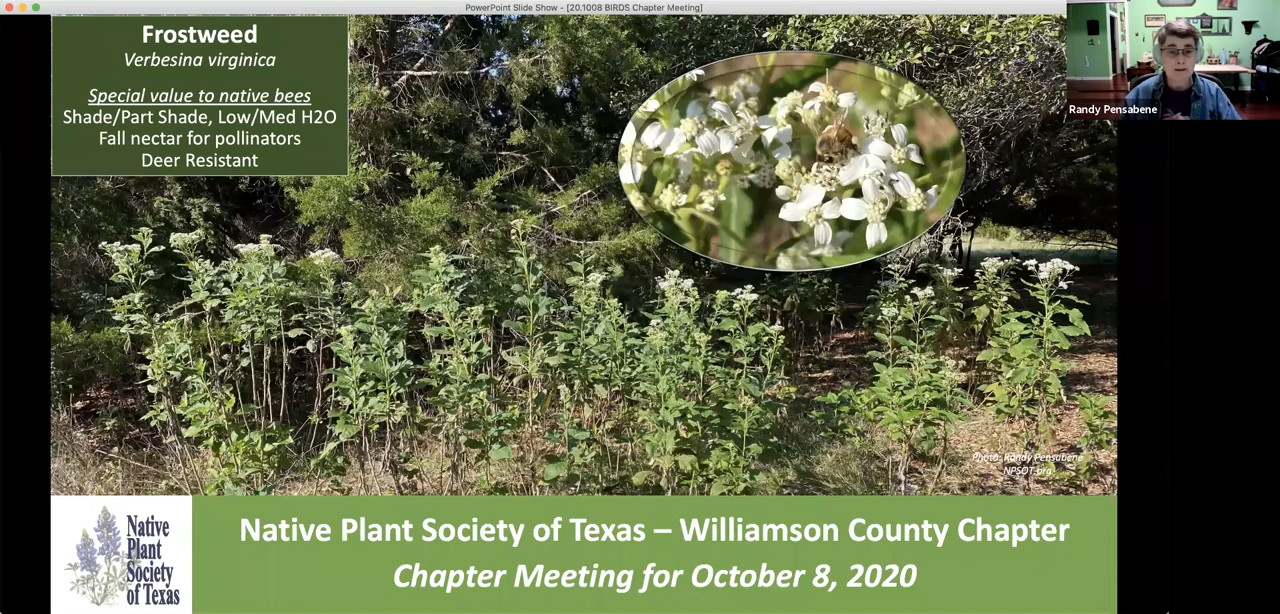 PowerPoint Slide Show - [20.1008 BIRDS Chapter Meeting]
Frostweed
Verbesina virginica
Special value to native bees
Shade/Part Shade, Low/Med H2O
Fall nectar for pollinators
Deer Resistant
Randy Pensabene
Photo: Randy Pensabene
NPSOT.org
Native
Plant
Society
of Texas
Native Plant Society of Texas – Williamson County Chapter
Chapter Meeting for October 8, 2020